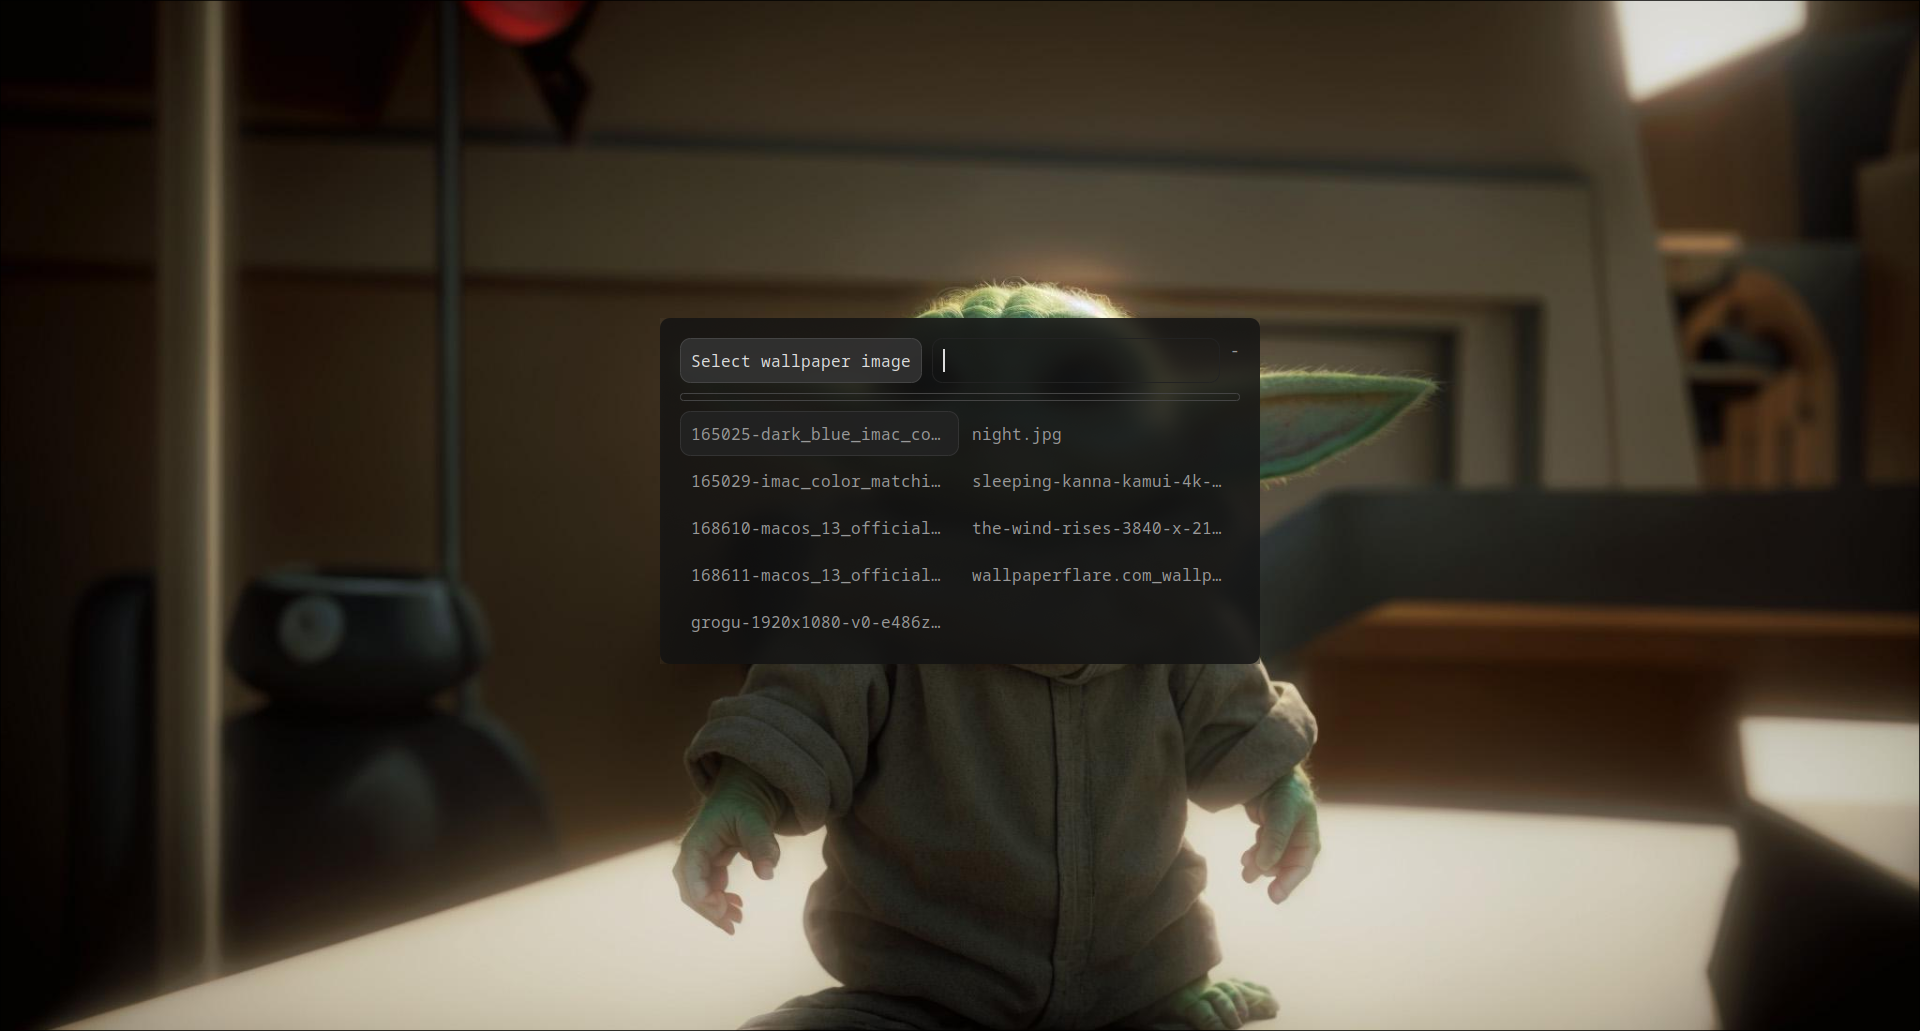 Select wallpaper image
-
165025-dark_blue_imac_co…
165029-imac_color_matchi…
168610-macos_13_official…
168611-macos_13_official…
grogu-1920x1080-v0-e486z…
night.jpg
sleeping-kanna-kamui-4k-…
the-wind-rises-3840-x-21…
wallpaperflare.com_wallp…